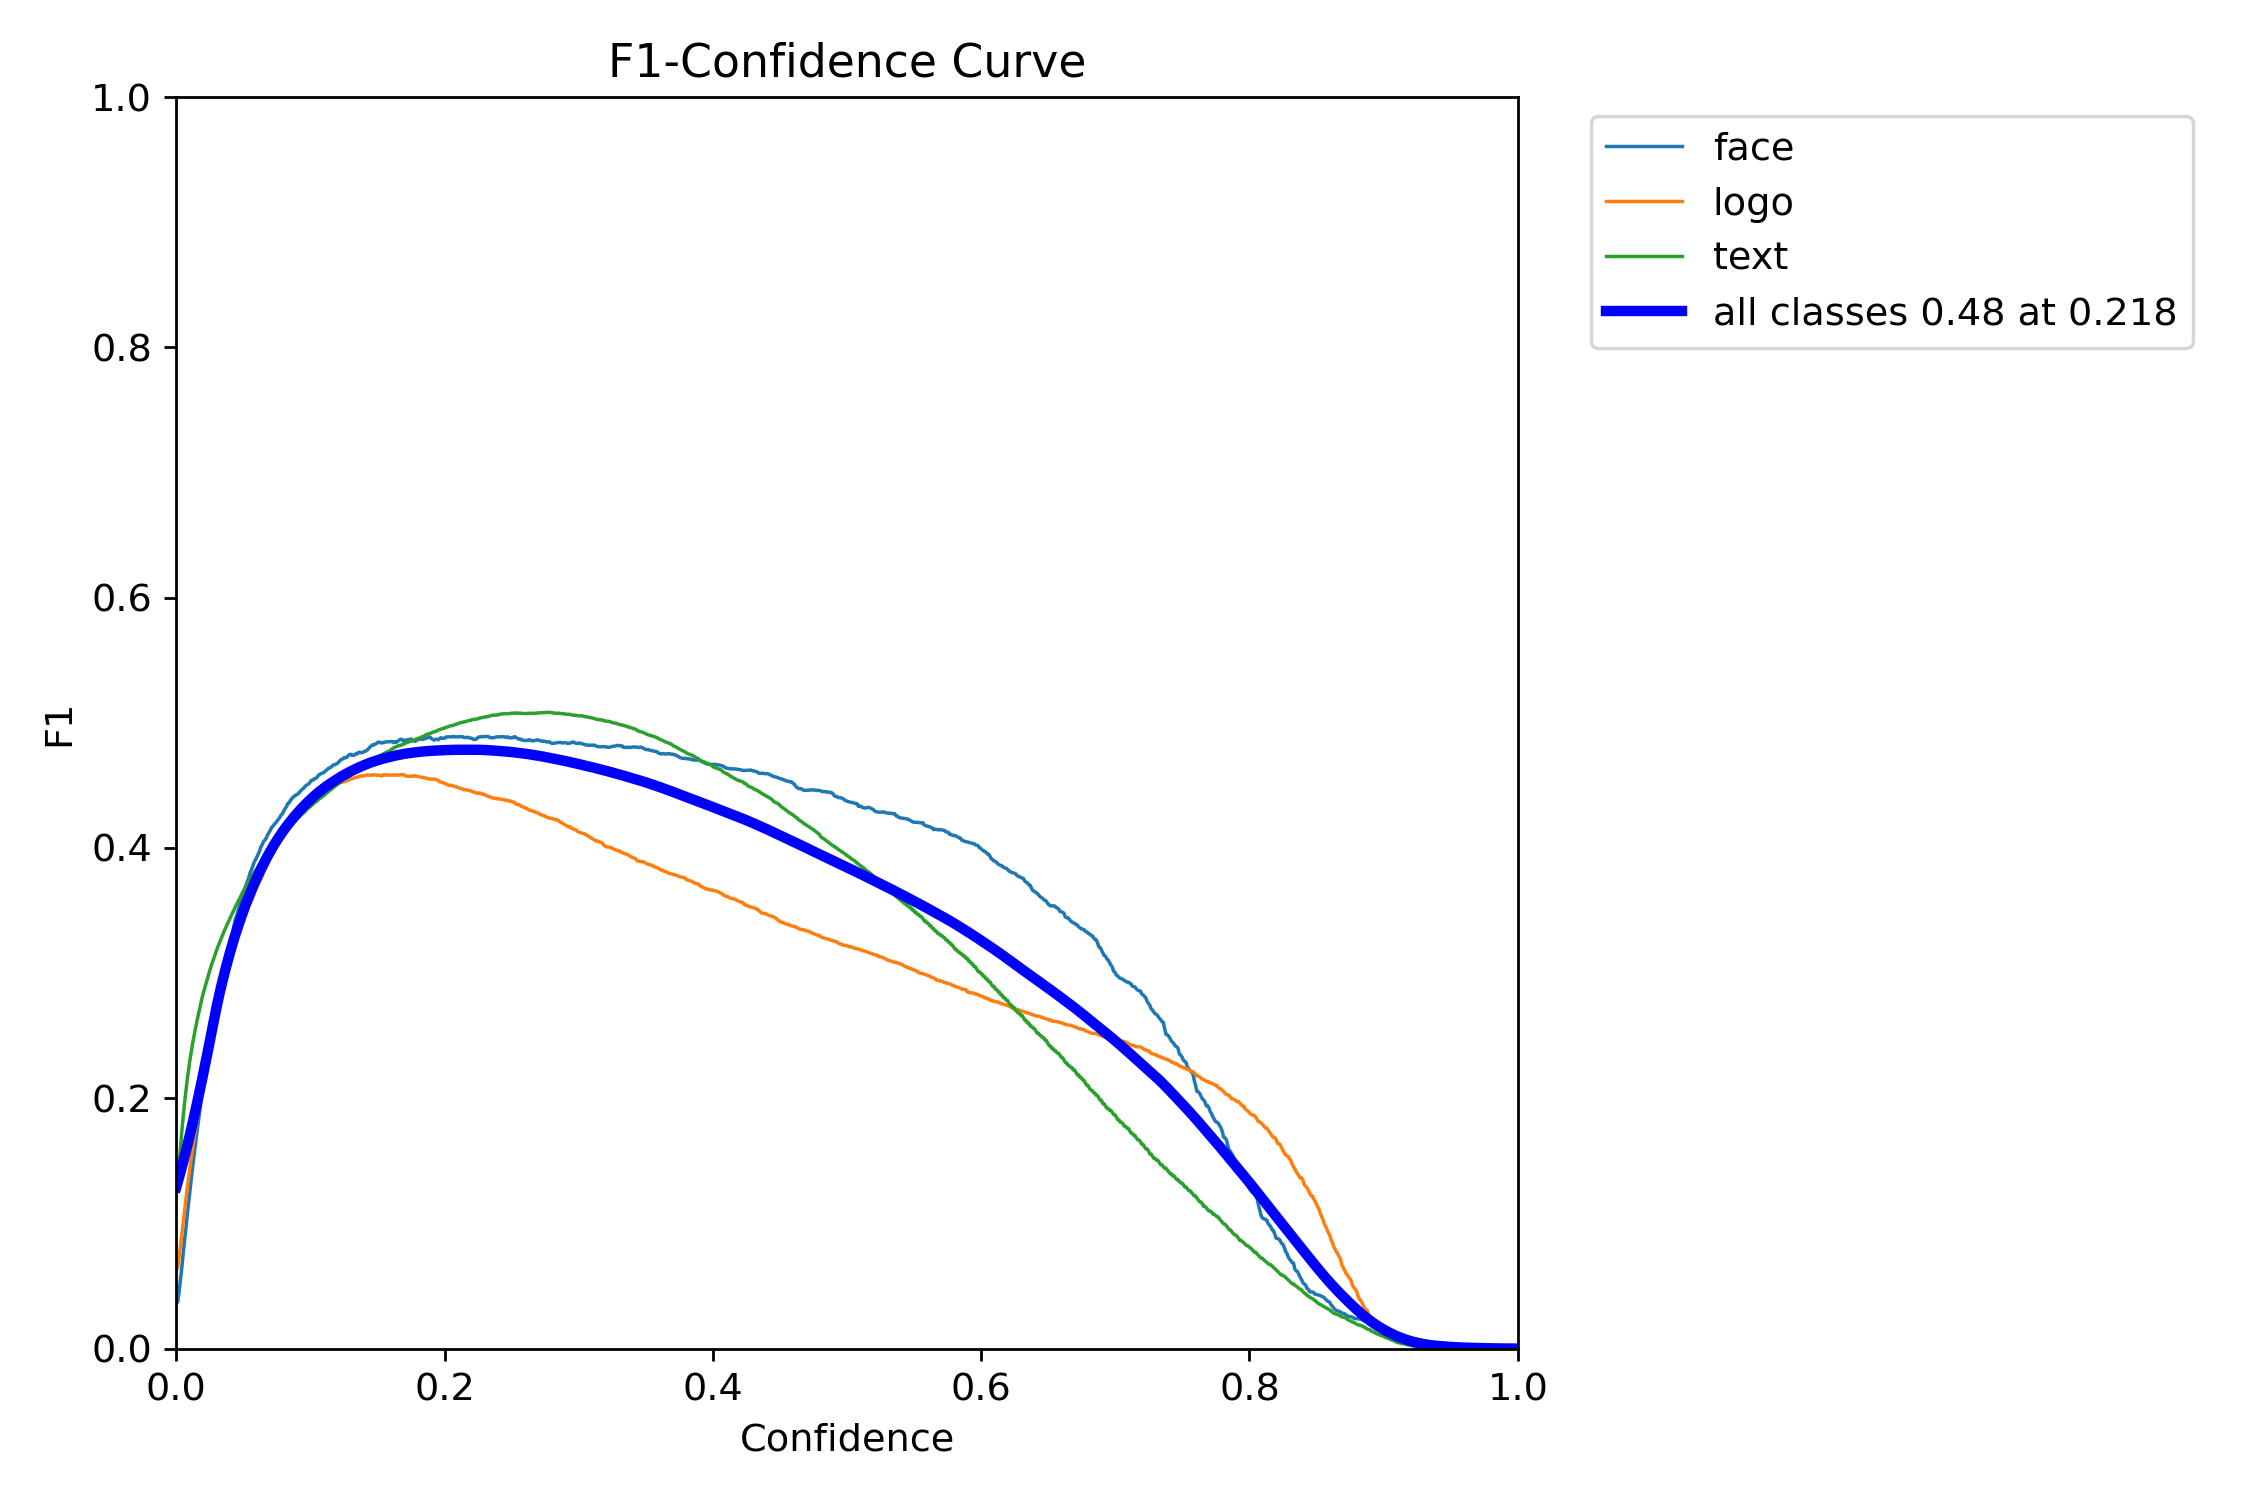 F1-Confidence Curve
1.0
0.8
0.6
0.4
0.2
0.0
F1
0.0 0.2 0.4 0.6 0.8 1.0
Confidence
face
logo
text
all classes 0.48 at 0.218